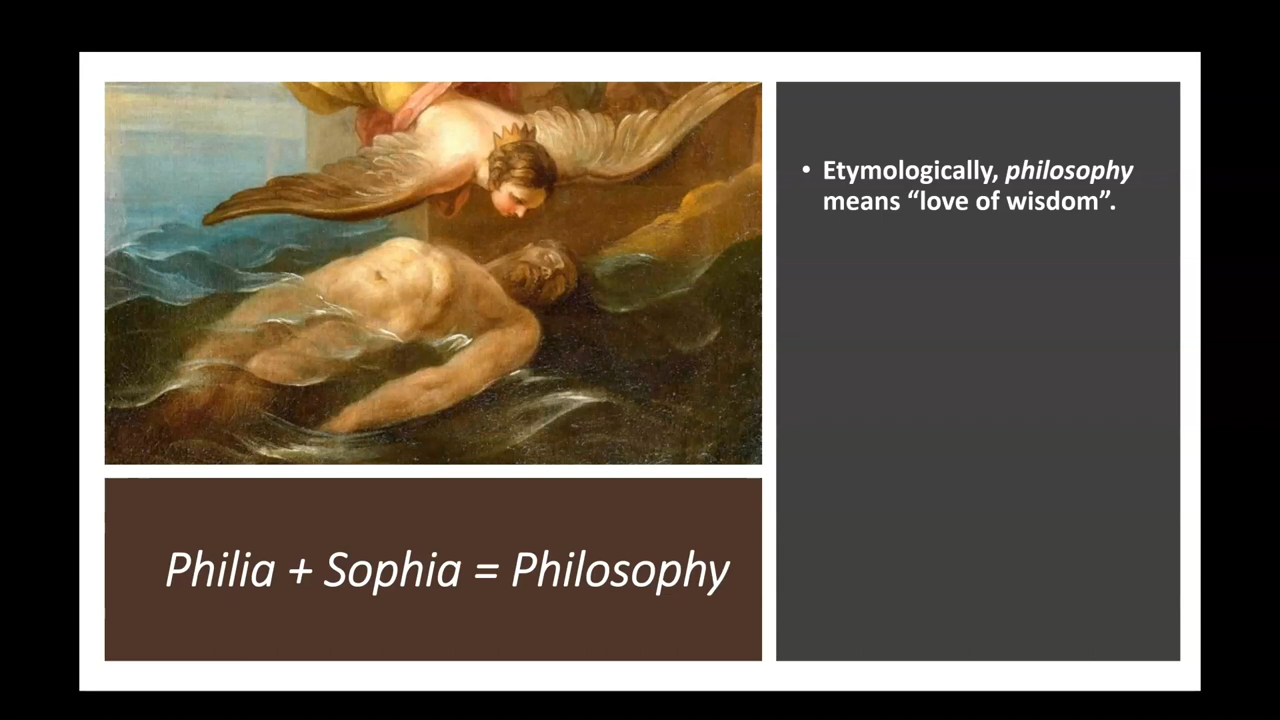 • Etymologically, philosophy
means “love of wisdom”.
Philia + Sophia = Philosophy